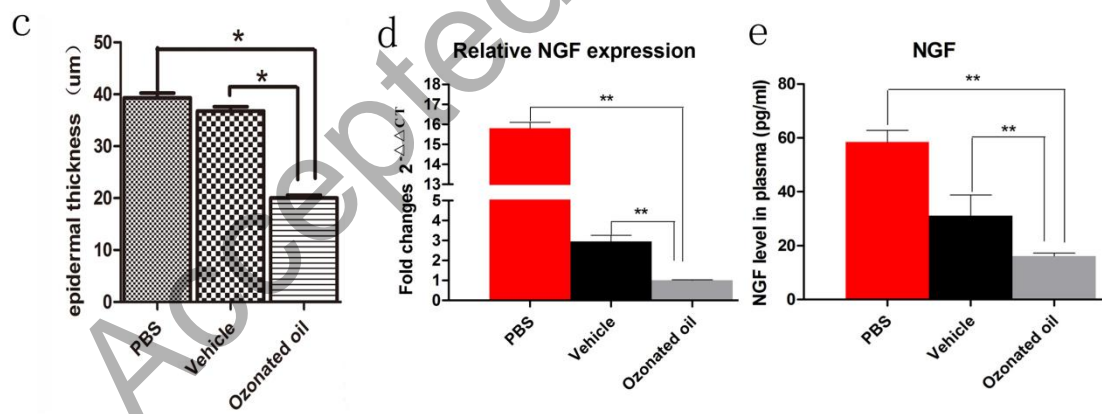 c
epidermal thickness （um）
50
40
30
20
10
0
*
*
PBS
Vehicle
Ozonated oil
d
Relative NGF expression
Fold changes 2 -△△CT
18
17
16
15
14
13
5
4
3
2
1
0
**
**
PBS
Vehicle
Ozonated oil
e
NGF
NGF level in plasma (pg/ml)
80
60
40
20
0
**
**
PBS
Vehicle
Ozonated oil
Accepted